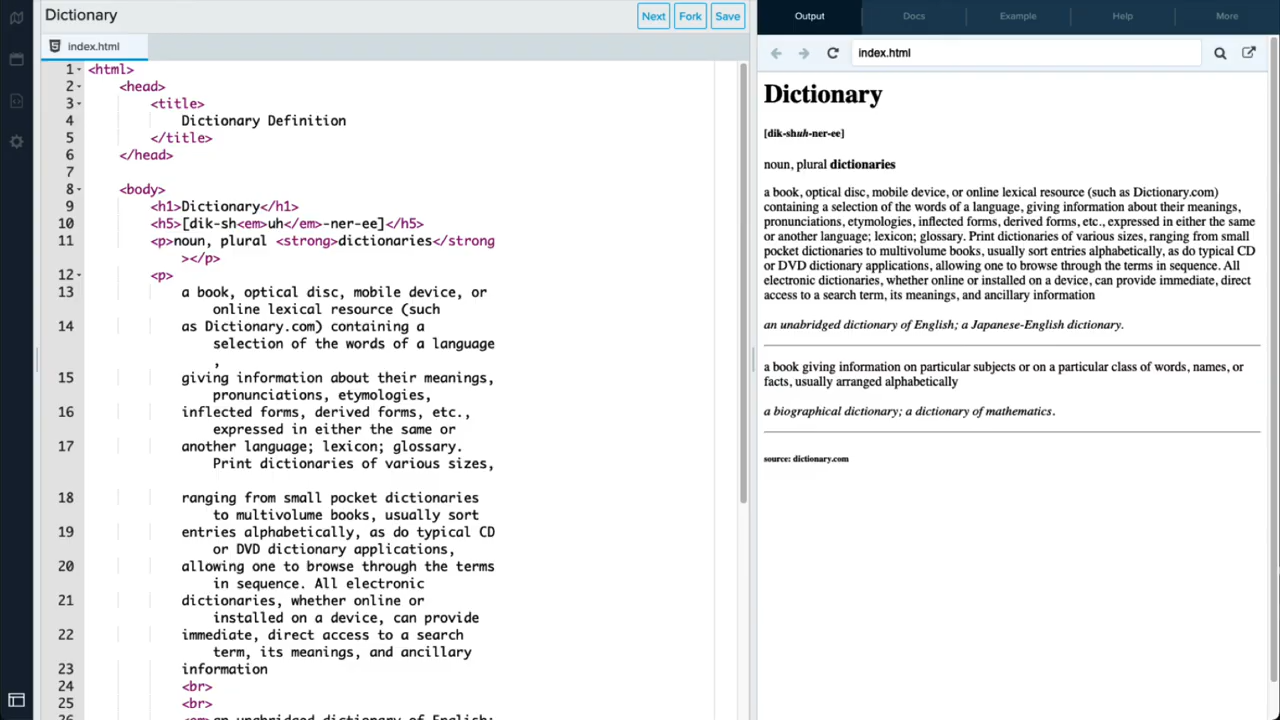 Dictionary
Next
Fork
Save
index.html
1 <html>
2 <head>
3 <title>
4 Dictionary Definition
5 </title>
6 </head>
7
8 <body>
9 <h1>Dictionary</h1>
10 <h5>[dik-sh<em>uh</em>-ner-ee]</h5>
11 <p>noun, plural <strong>dictionaries</strong
></p>
12 <p>
13 a book, optical disc, mobile device, or
online lexical resource (such
14 as Dictionary.com) containing a
selection of the words of a language
,
15 giving information about their meanings,
pronunciations, etymologies,
16 inflected forms, derived forms, etc.,
expressed in either the same or
17 another language; lexicon; glossary.
Print dictionaries of various sizes,
18 ranging from small pocket dictionaries
to multivolume books, usually sort
19 entries alphabetically, as do typical CD
or DVD dictionary applications,
20 allowing one to browse through the terms
in sequence. All electronic
21 dictionaries, whether online or
installed on a device, can provide
22 immediate, direct access to a search
term, its meanings, and ancillary
23 information
24 <br>
25 <br>
26 <em>an unabridged dictionary of English;
Output
Docs
Example
Help
More
index.html
Dictionary
[dik-shuh-ner-ee]
noun, plural dictionaries
a book, optical disc, mobile device, or online lexical resource (such as Dictionary.com)
containing a selection of the words of a language, giving information about their meanings,
pronunciations, etymologies, inflected forms, derived forms, etc., expressed in either the same
or another language; lexicon; glossary. Print dictionaries of various sizes, ranging from small
pocket dictionaries to multivolume books, usually sort entries alphabetically, as do typical CD
or DVD dictionary applications, allowing one to browse through the terms in sequence. All
electronic dictionaries, whether online or installed on a device, can provide immediate, direct
access to a search term, its meanings, and ancillary information
an unabridged dictionary of English; a Japanese-English dictionary.
a book giving information on particular subjects or on a particular class of words, names, or
facts, usually arranged alphabetically
a biographical dictionary; a dictionary of mathematics.
source: dictionary.com